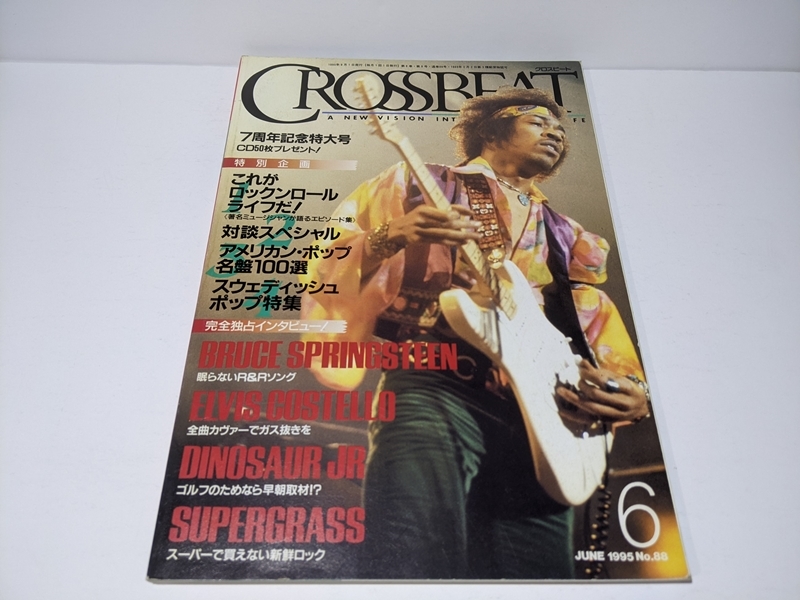 クロスビート
CROSSBEAT
A NEW VISION INT
FE
7周年記念特大号
CD50枚プレゼント!
特別企画
これが
ロックンロール
ライフだ!
〈著名ミュージシャンが語るエピソード集〉
対談スペシャル
アメリカン・ポップ
名盤100選
スウェディッシュ
ポップ特集
完全独占インタビュー!
BRUCE SPRINGSTEEN
眠らないR&Rソング
ELVIS COSTELLO
全曲カヴァーでガス抜きを
DINOSAUR JR
ゴルフのためなら早朝取材!?
SUPERGRASS
スーパーで買えない新鮮ロック
6
JUNE 1995 No.88